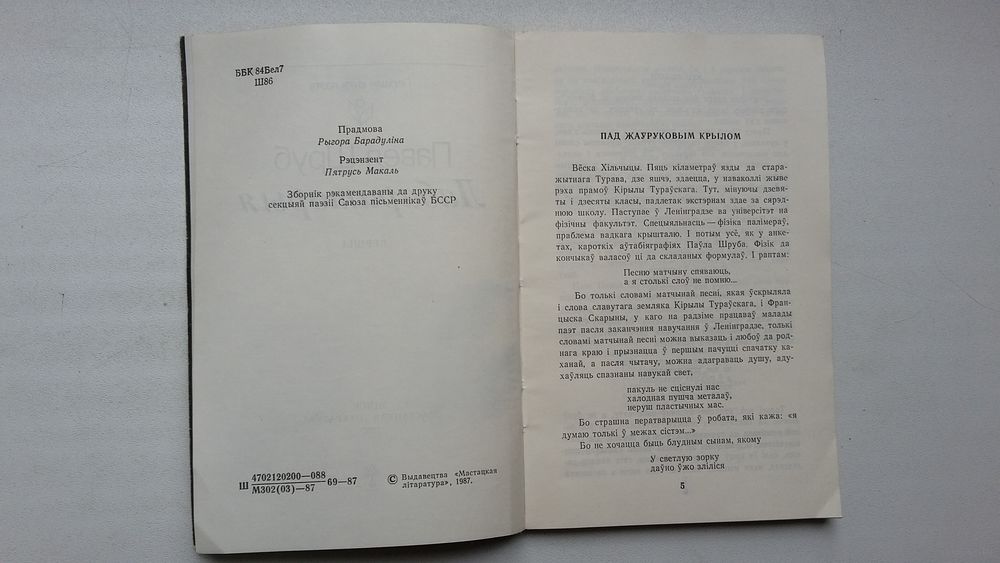 ББК 84Бел7
Ш86
Прадмова
Рыгора Барадуліна
Рэцэнзент
Пятрусь Макаль
Зборнік рэкамендаваны да друку
секцыяй паэзіі Саюза пісьменнікаў БССР
Ш 4702120200—088
М302(03)—87 69—87
© Выдавецтва «Мастацкая
літаратура», 1987.
ПАД ЖАЎРУКОВЫМ КРЫЛОМ
Вёска Хільчыцы. Пяць кіламетраў язды да стара-
жытнага Турава, дзе яшчэ, здаецца, у наваколлі жыве
рэха прамоў Кірылы Тураўскага. Тут, мінуючы дзевя-
ты і дзесяты класы, падлетак экстэрнам здае за сярэд-
нюю школу. Паступае ў Ленінградзе ва універсітэт на
фізічны факультэт. Спецыяльнасць — фізіка палімераў,
праблема вадкага крышталю. І потым усё, як у анке-
тах, кароткіх аўтабіяграфіях Паўла Шруба. Фізік да
кончыкаў валасоў ці да складаных формулаў. І раптам:
Песню матчыну спяваюць,
а я столькі слоў не помню...
Бо толькі словамі матчынай песні, якая ўскрыляла
і слова славутага земляка Кірылы Тураўскага, і Фран-
цыска Скарыны, у каго на радзіме працаваў малады
паэт пасля заканчэння навучання ў Ленінградзе, толькі
словамі матчынай песні можна выказаць і любоў да род-
нага краю і прызнацца ў першым пачуцці спачатку ка-
ханай, а пасля чытачу, можна адаграваць душу, аду-
хаўляць спазнаны навукай свет,
пакуль не сціснулі нас
халодная пушча металаў,
неруш пластычных мас.
Бо страшна ператварыцца ў робата, які кажа: «я
думаю толькі ў межах сістэм...»
Бо не хочацца быць блудным сынам, якому
У светлую зорку
даўно ўжо зліліся
5